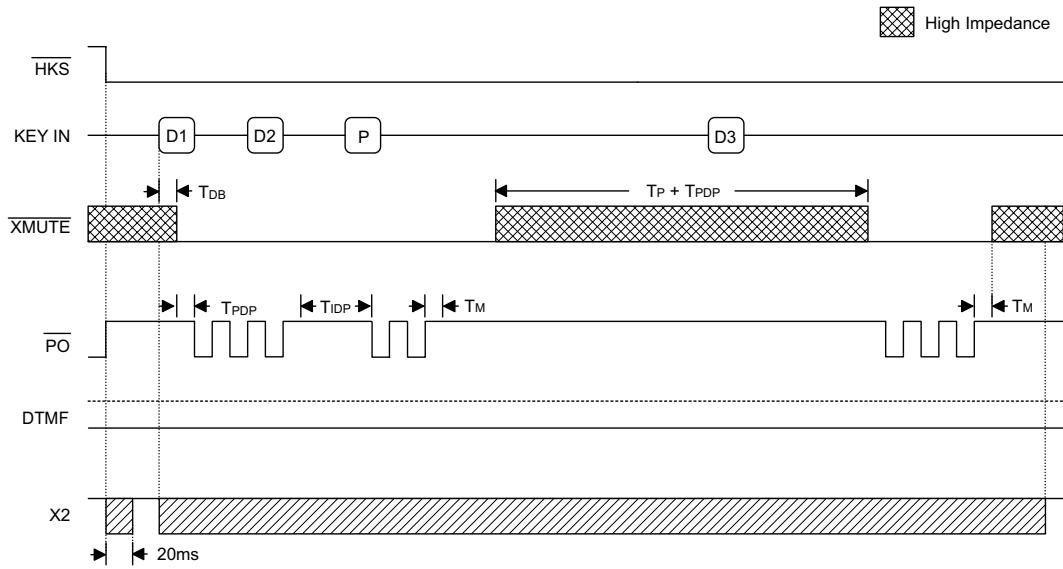 High Impedance
HKS
KEY IN D1 D2 P D3
TDB TP + TPDP
XMUTE
TPDP TIDP TM TM
PO
DTMF
X2
20ms